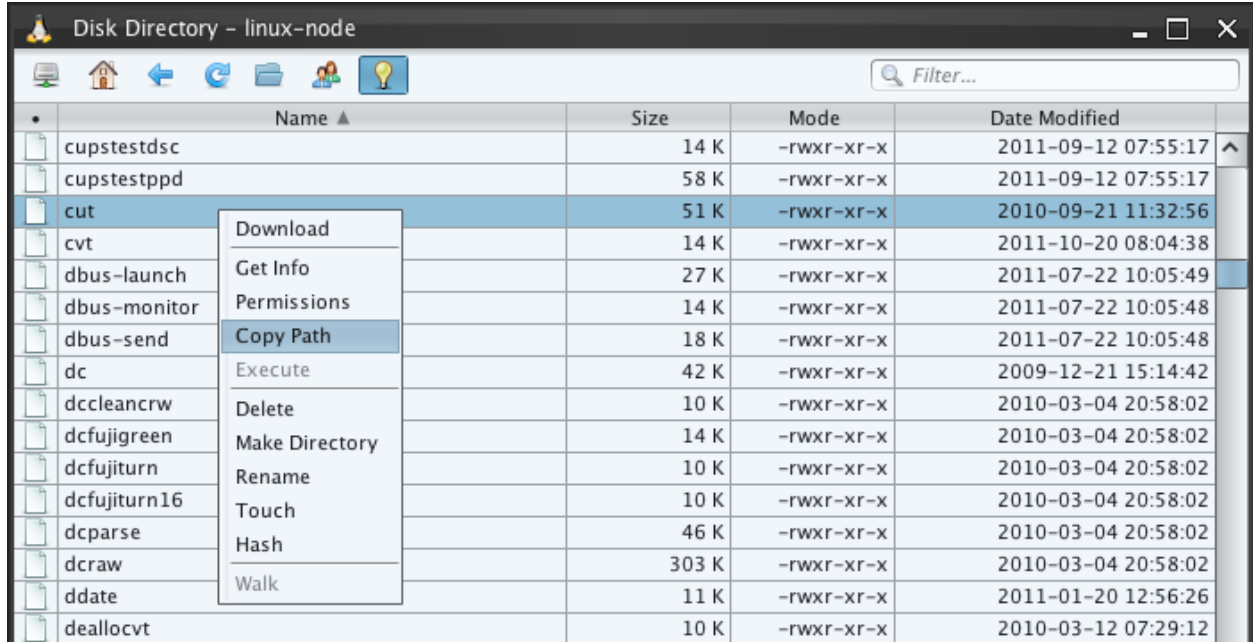 Disk Directory - linux-node
Filter...
• Name ▲ Size Mode Date Modified
cupstestdsc 14 K -rwxr-xr-x 2011-09-12 07:55:17
cupstestppd 58 K -rwxr-xr-x 2011-09-12 07:55:17
cut 51 K -rwxr-xr-x 2010-09-21 11:32:56
cvt 14 K -rwxr-xr-x 2011-10-20 08:04:38
dbus-launch 27 K -rwxr-xr-x 2011-07-22 10:05:49
dbus-monitor 14 K -rwxr-xr-x 2011-07-22 10:05:48
dbus-send 18 K -rwxr-xr-x 2011-07-22 10:05:48
dc 42 K -rwxr-xr-x 2009-12-21 15:14:42
dccleancrw 10 K -rwxr-xr-x 2010-03-04 20:58:02
dcfujigreen 14 K -rwxr-xr-x 2010-03-04 20:58:02
dcfujiturn 10 K -rwxr-xr-x 2010-03-04 20:58:02
dcfujiturn16 10 K -rwxr-xr-x 2010-03-04 20:58:02
dcparse 46 K -rwxr-xr-x 2010-03-04 20:58:02
dcraw 303 K -rwxr-xr-x 2010-03-04 20:58:02
ddate 11 K -rwxr-xr-x 2011-01-20 12:56:26
deallocvt 10 K -rwxr-xr-x 2010-03-12 07:29:12
Download
Get Info
Permissions
Copy Path
Execute
Delete
Make Directory
Rename
Touch
Hash
Walk